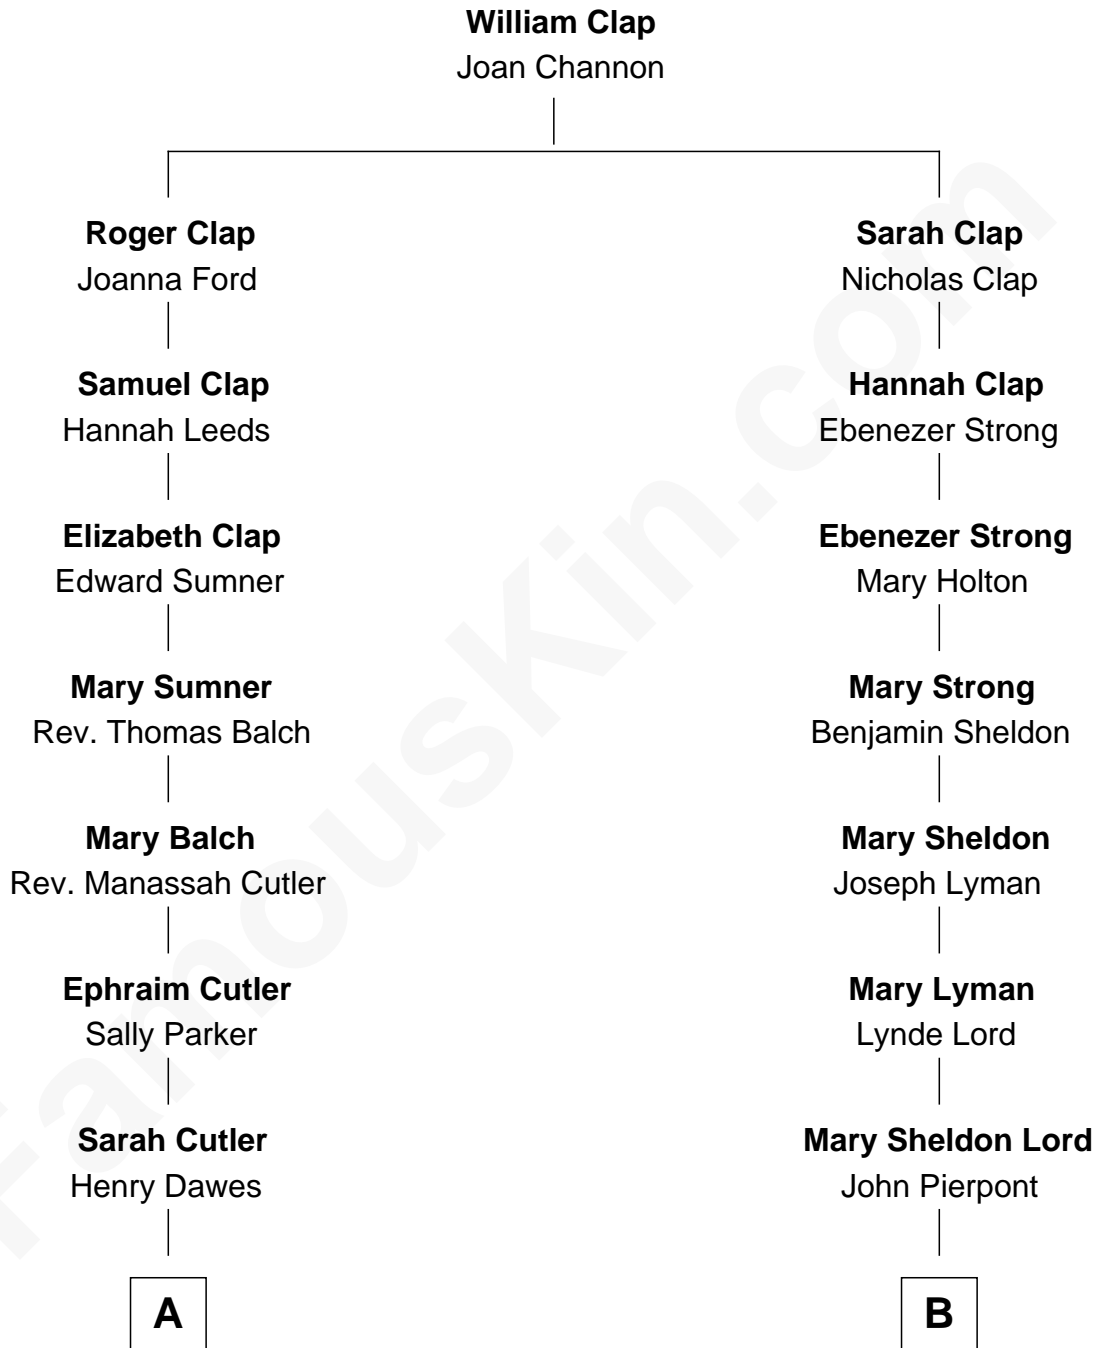 William Clap
Joan Channon
Roger Clap
Joanna Ford
Sarah Clap
Nicholas Clap
Samuel Clap
Hannah Leeds
Hannah Clap
Ebenezer Strong
Elizabeth Clap
Edward Sumner
Ebenezer Strong
Mary Holton
Mary Sumner
Rev. Thomas Balch
Mary Strong
Benjamin Sheldon
Mary Balch
Rev. Manassah Cutler
Mary Sheldon
Joseph Lyman
Ephraim Cutler
Sally Parker
Mary Lyman
Lynde Lord
Sarah Cutler
Henry Dawes
Mary Sheldon Lord
John Pierpont
A
B
FamousKin.com